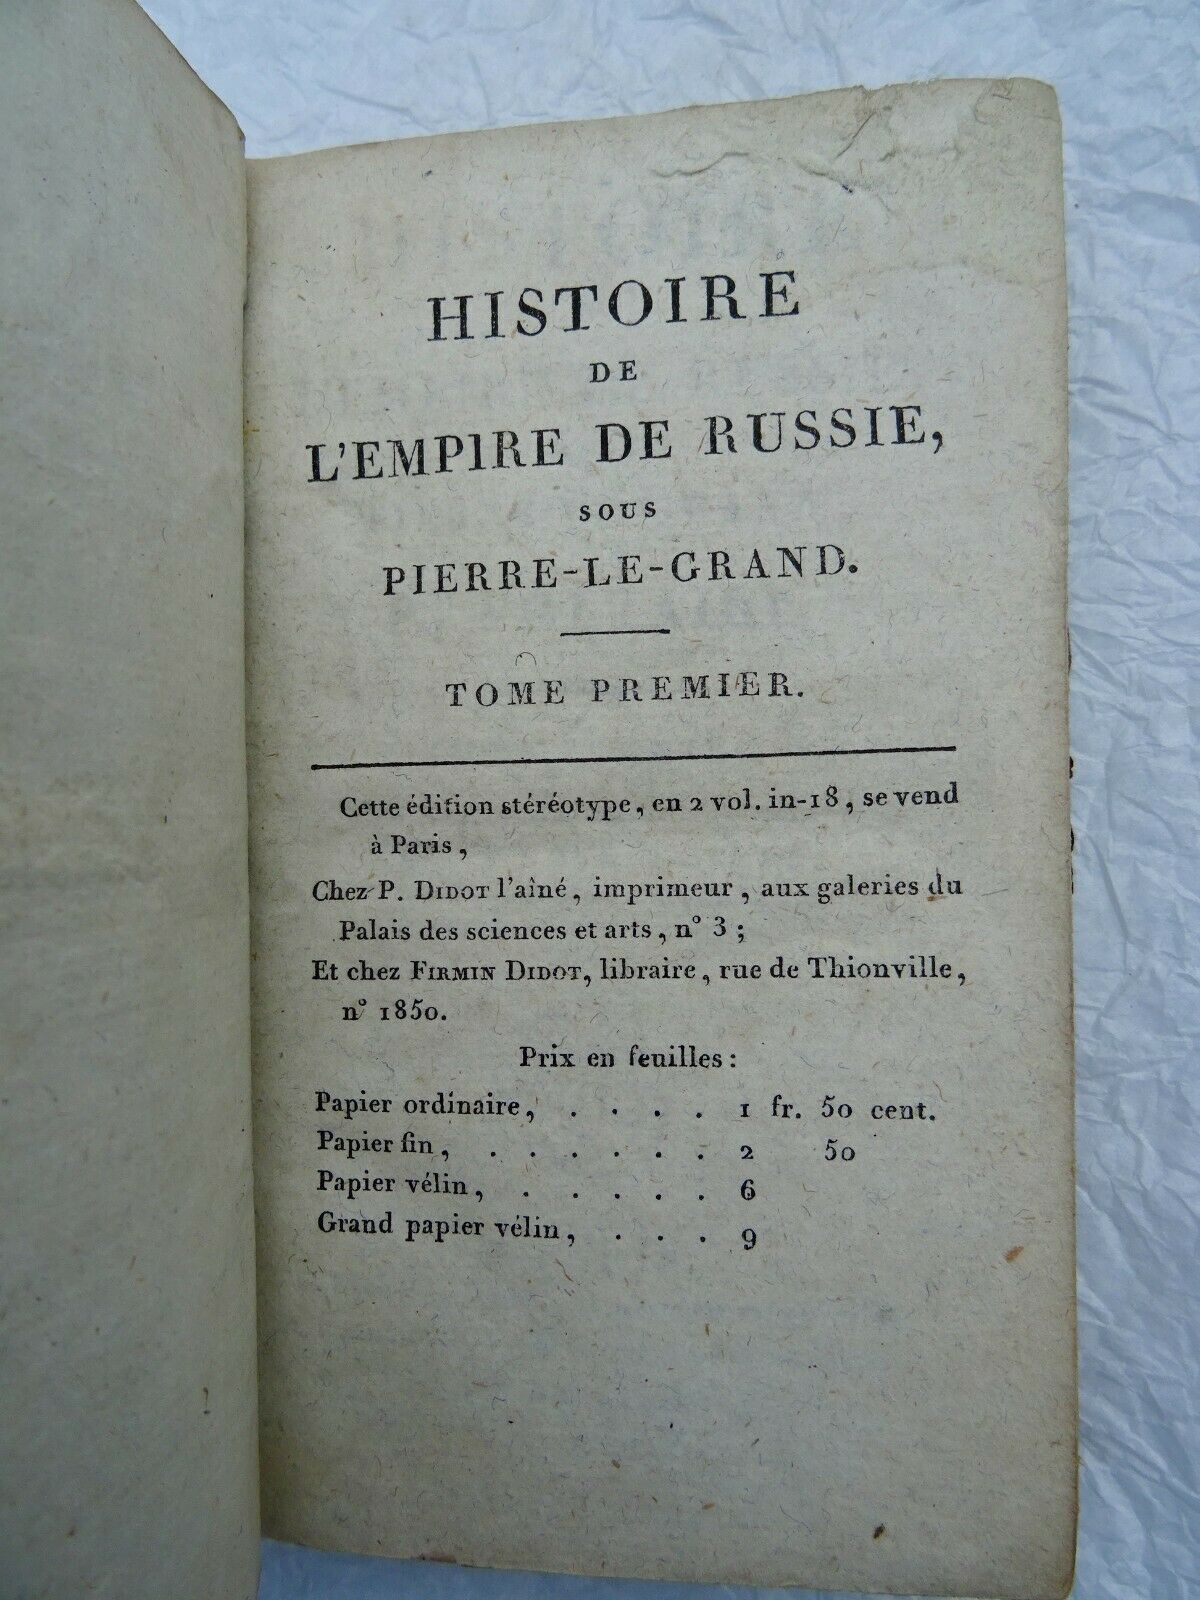 HISTOIRE
DE
L'EMPIRE DE RUSSIE,
SOUS
PIERRE-LE-GRAND.
TOME PREMIER.
Cette édition stéréotype, en 2 vol. in-18, se vend
à Paris,
Chez P. DIDOT l'aîné, imprimeur, aux galeries du
Palais des sciences et arts, n° 3 ;
Et chez FIRMIN DIDOT, libraire, rue de Thionville,
n° 1850.
Prix en feuilles :
Papier ordinaire, . . . . 1 fr. 50 cent.
Papier fin, . . . . . . 2 50
Papier vélin, . . . . . 6
Grand papier vélin, . . . 9